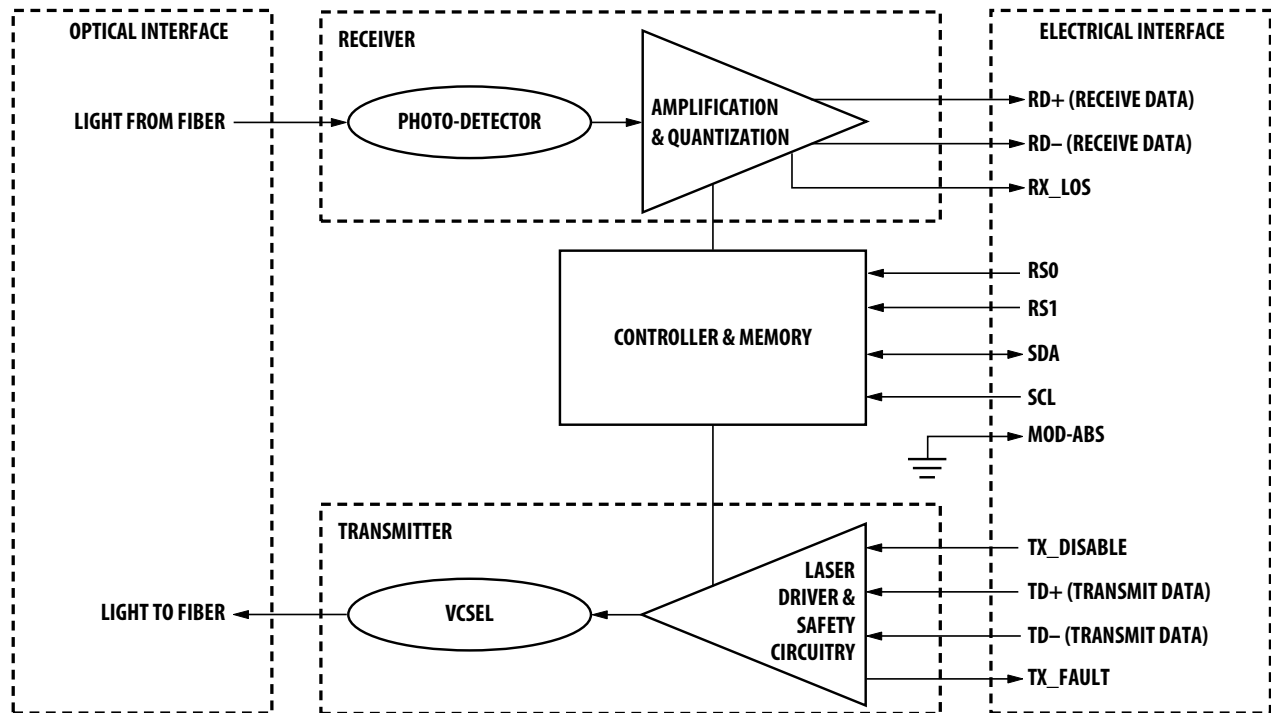 OPTICAL INTERFACE
RECEIVER
ELECTRICAL INTERFACE
LIGHT FROM FIBER
PHOTO-DETECTOR
AMPLIFICATION
& QUANTIZATION
RD+ (RECEIVE DATA)
RD– (RECEIVE DATA)
RX_LOS
CONTROLLER & MEMORY
RS0
RS1
SDA
SCL
MOD-ABS
TRANSMITTER
LIGHT TO FIBER
VCSEL
LASER
DRIVER &
SAFETY
CIRCUITRY
TX_DISABLE
TD+ (TRANSMIT DATA)
TD– (TRANSMIT DATA)
TX_FAULT